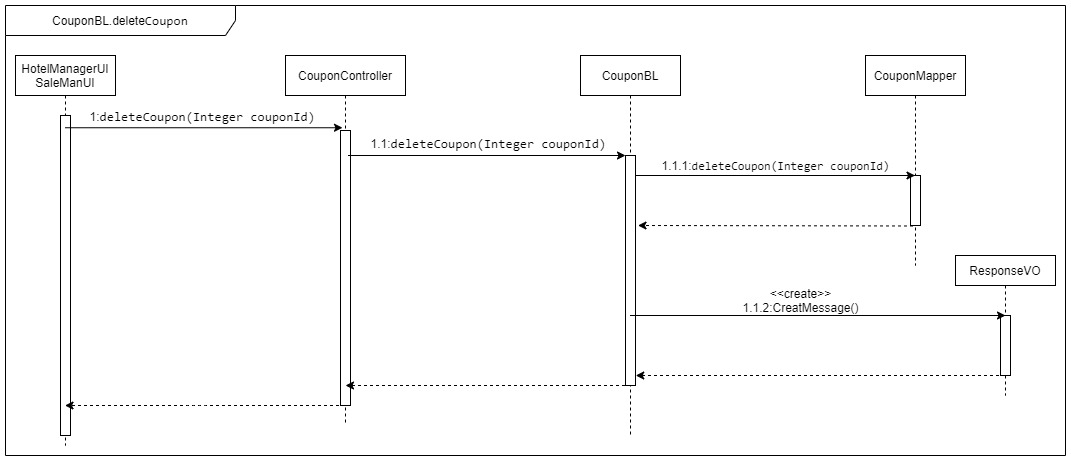 CouponBL.deleteCoupon
HotelManagerUI
SaleManUI
CouponController
CouponBL
CouponMapper
1:deleteCoupon(Integer couponId)
1.1:deleteCoupon(Integer couponId)
1.1.1:deleteCoupon(Integer couponId)
ResponseVO
<<create>>
1.1.2:CreatMessage()